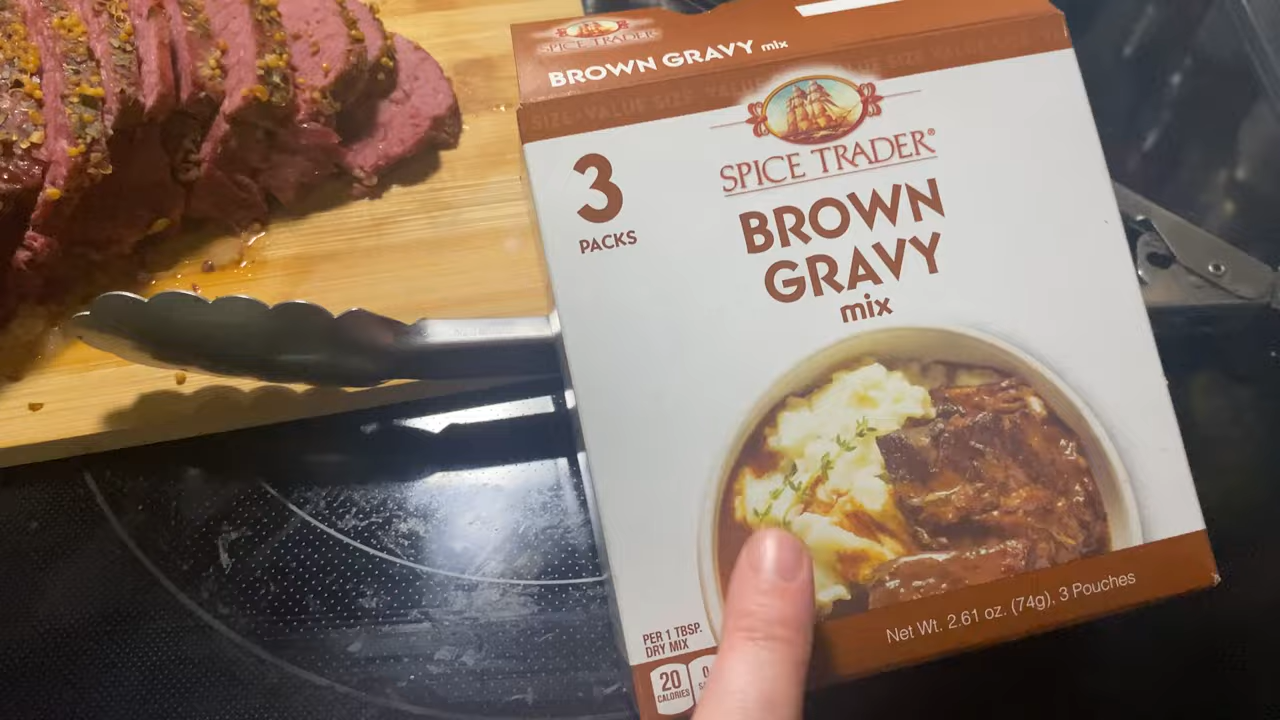 SPICE TRADER
BROWN GRAVY mix
SIZE • VALUE SIZE
VALUE SIZE
3
PACKS
SPICE TRADER®
BROWN
GRAVY
mix
Net Wt. 2.61 oz. (74g), 3 Pouches
PER 1 TBSP.
DRY MIX
20
CALORIES
0